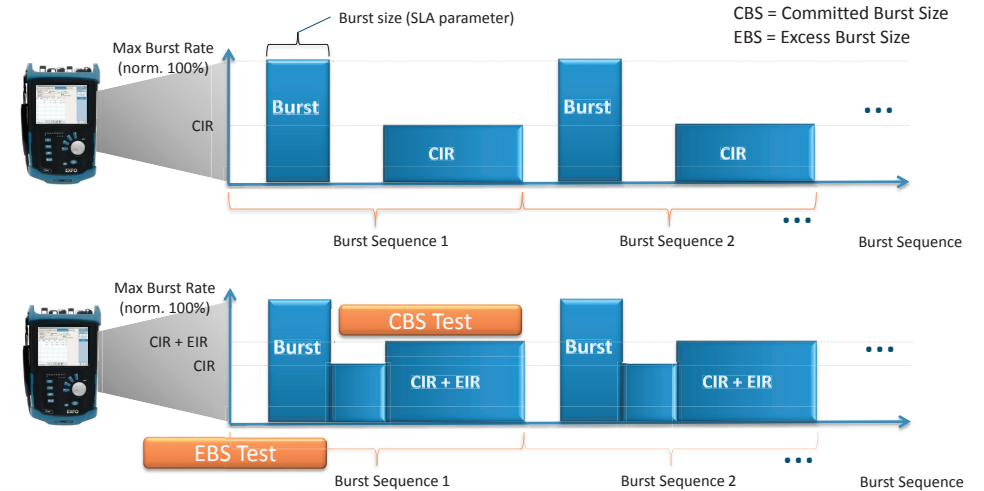 Burst size (SLA parameter)
CBS = Committed Burst Size
EBS = Excess Burst Size
Max Burst Rate
(norm. 100%)
Burst
Burst
...
CIR
CIR
CIR
EXFO
...
Burst Sequence 1
Burst Sequence 2
Burst Sequence
Max Burst Rate
(norm. 100%)
CBS Test
CIR + EIR
Burst
Burst
...
CIR
CIR + EIR
CIR + EIR
EXFO
EBS Test
...
Burst Sequence 1
Burst Sequence 2
Burst Sequence